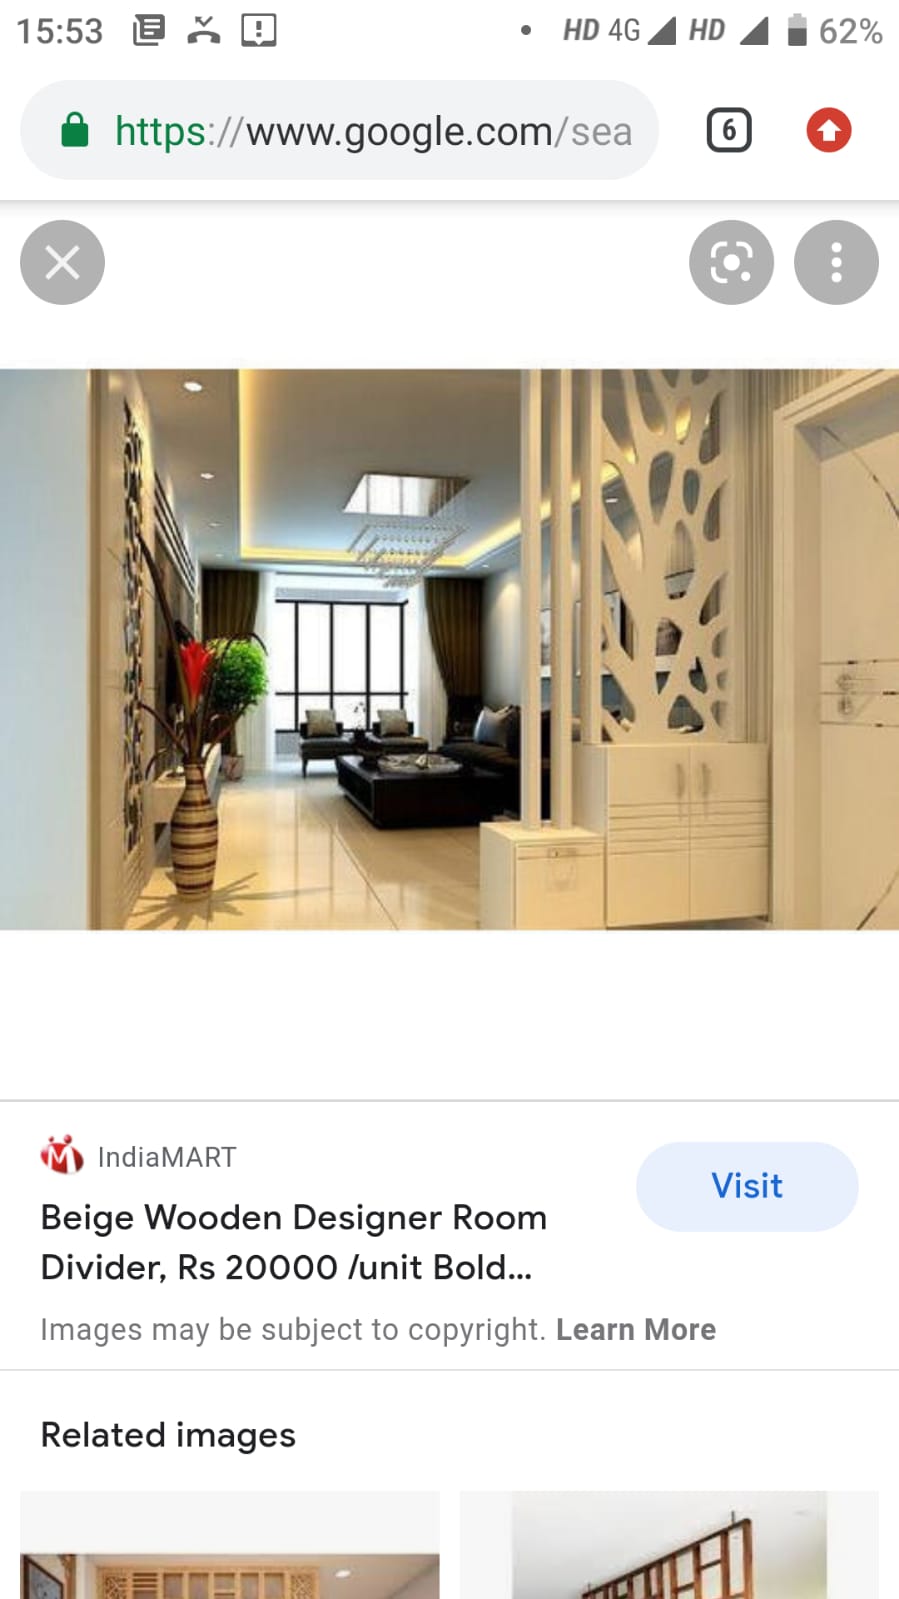 15:53 HD 4G HD 62%
https://www.google.com/sea 6
IndiaMART
Beige Wooden Designer Room
Divider, Rs 20000 /unit Bold...
Visit
Images may be subject to copyright. Learn More
Related images